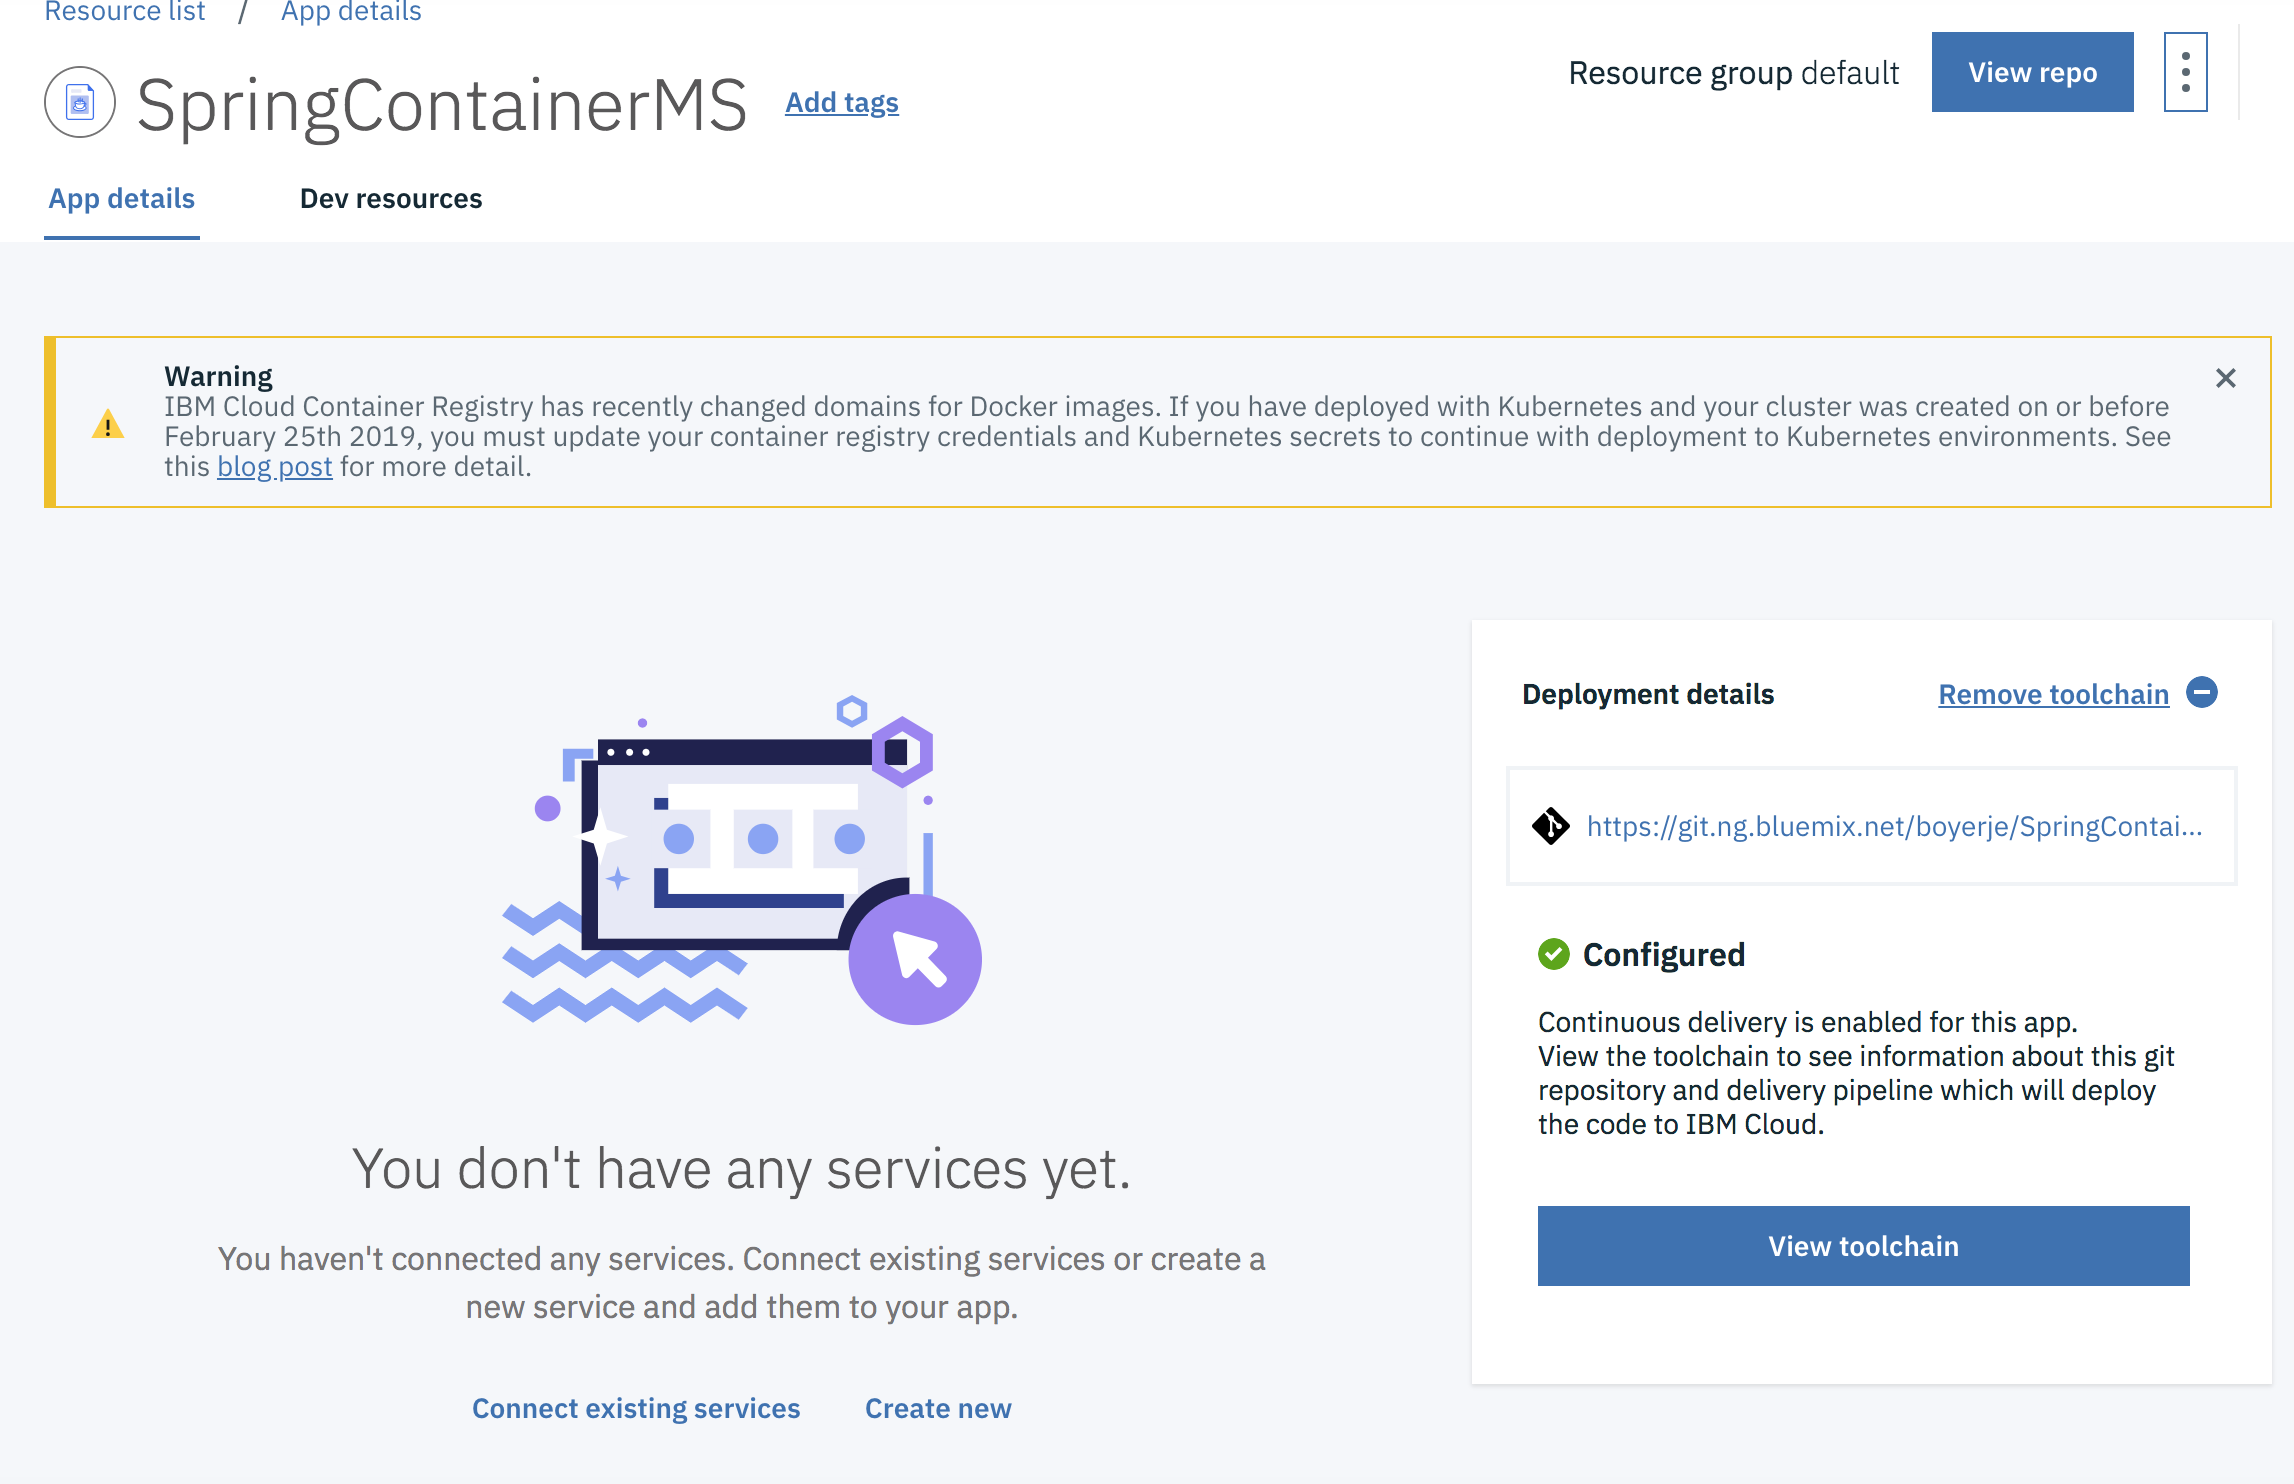 Resource list / App details
SpringContainerMS Add tags
Resource group default View repo
App details Dev resources
Warning
IBM Cloud Container Registry has recently changed domains for Docker images. If you have deployed with Kubernetes and your cluster was created on or before
February 25th 2019, you must update your container registry credentials and Kubernetes secrets to continue with deployment to Kubernetes environments. See
this blog post for more detail.
You don't have any services yet.
You haven't connected any services. Connect existing services or create a
new service and add them to your app.
Connect existing services Create new
Deployment details Remove toolchain
https://git.ng.bluemix.net/boyerje/SpringContai...
Configured
Continuous delivery is enabled for this app.
View the toolchain to see information about this git
repository and delivery pipeline which will deploy
the code to IBM Cloud.
View toolchain